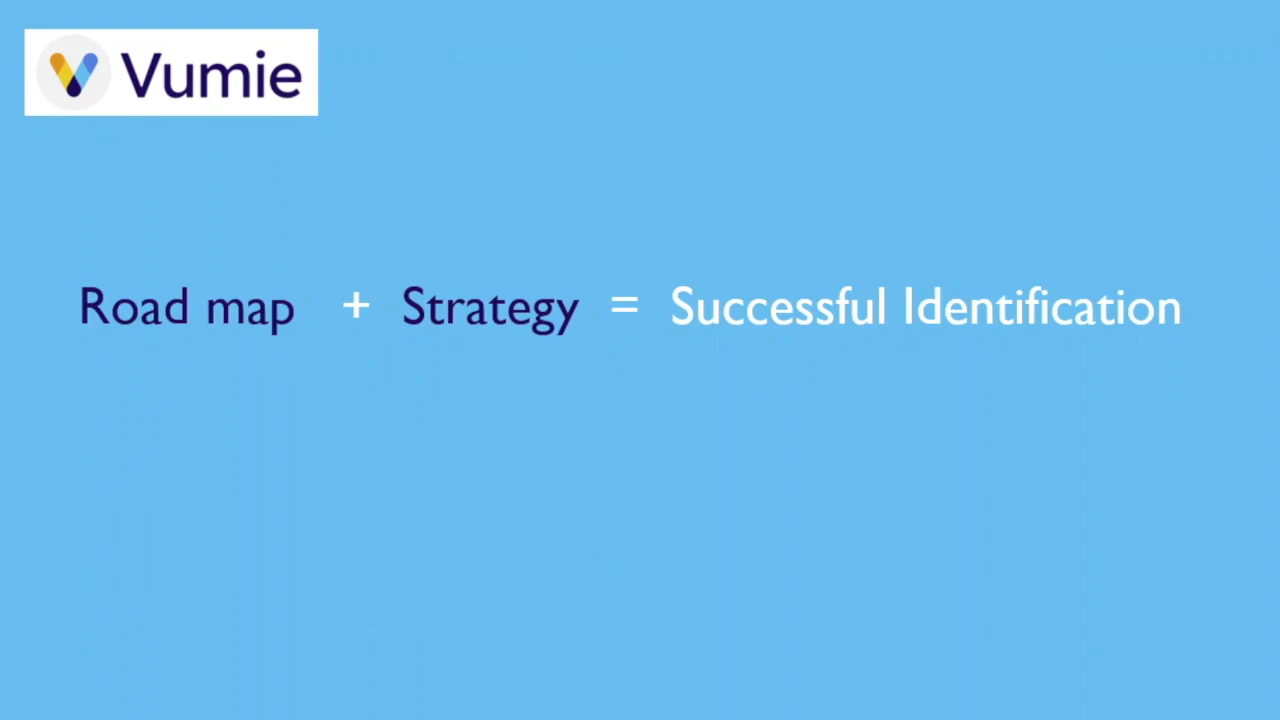 Vumie
Road map + Strategy = Successful Identification